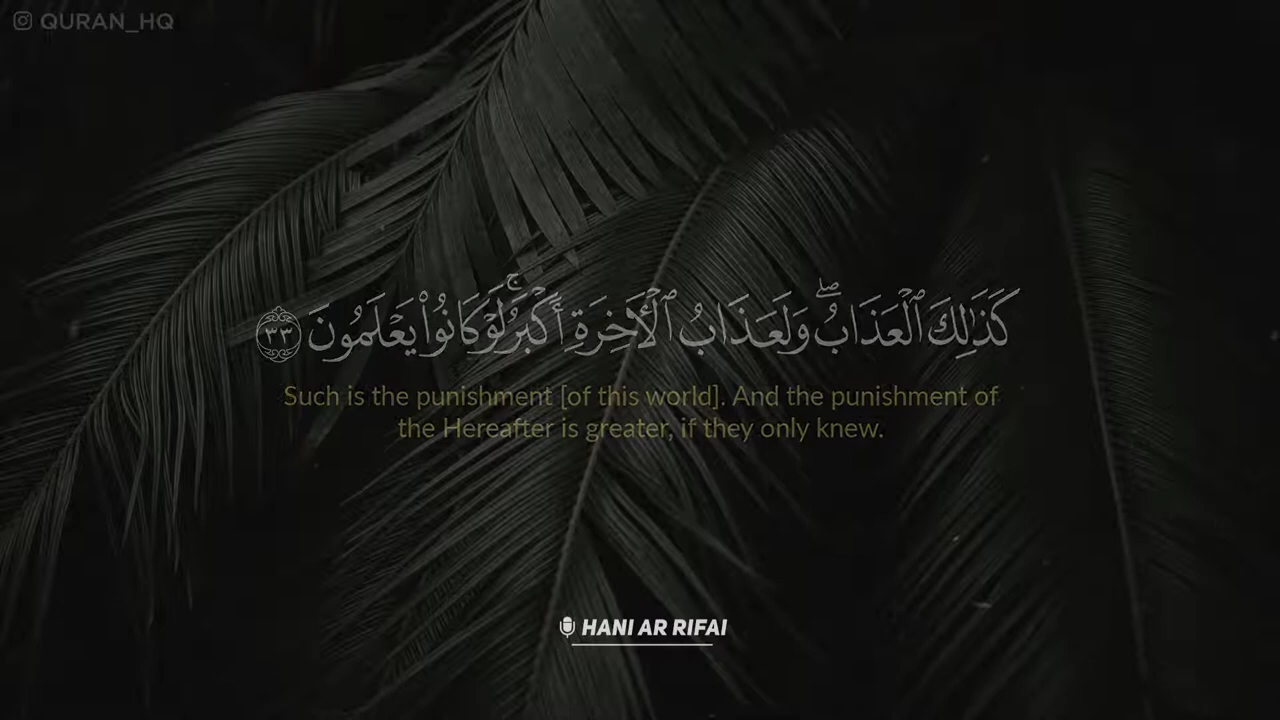 QURAN_HQ
كَذَٰلِكَ ٱلْعَذَابُ ۖ وَلَعَذَابُ ٱلْأَخِرَةِ أَكْبَرُ ۚ لَوْ كَانُوا۟ يَعْلَمُونَ ٣٣
Such is the punishment [of this world]. And the punishment of
the Hereafter is greater, if they only knew.
HANI AR RIFAI